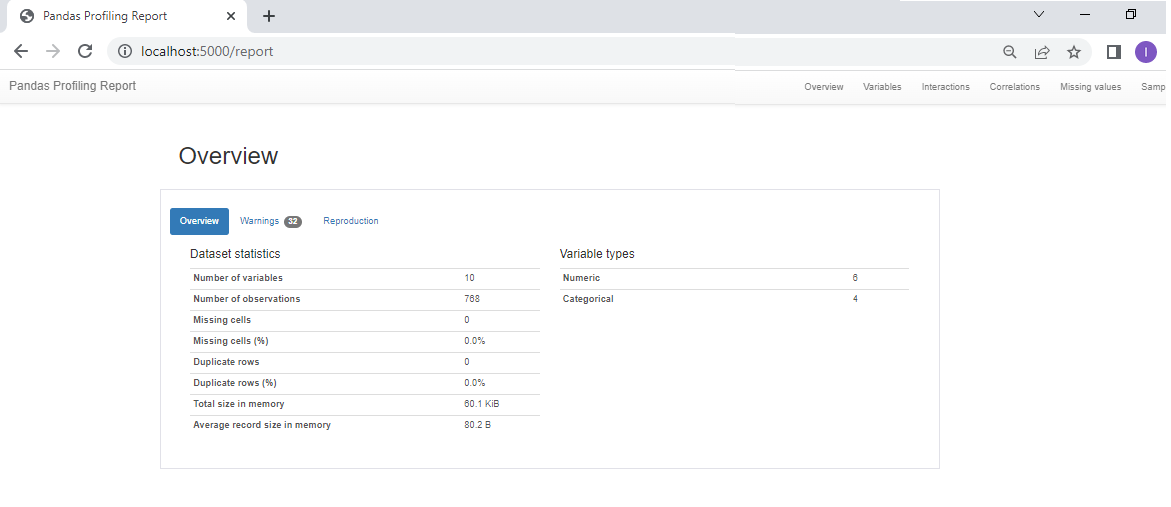 Pandas Profiling Report
localhost:5000/report
I
Pandas Profiling Report
Overview Variables Interactions Correlations Missing values Samp
Overview
Overview Warnings 32 Reproduction
Dataset statistics
Number of variables 10
Number of observations 768
Missing cells 0
Missing cells (%) 0.0%
Duplicate rows 0
Duplicate rows (%) 0.0%
Total size in memory 60.1 KiB
Average record size in memory 80.2 B
Variable types
Numeric 6
Categorical 4